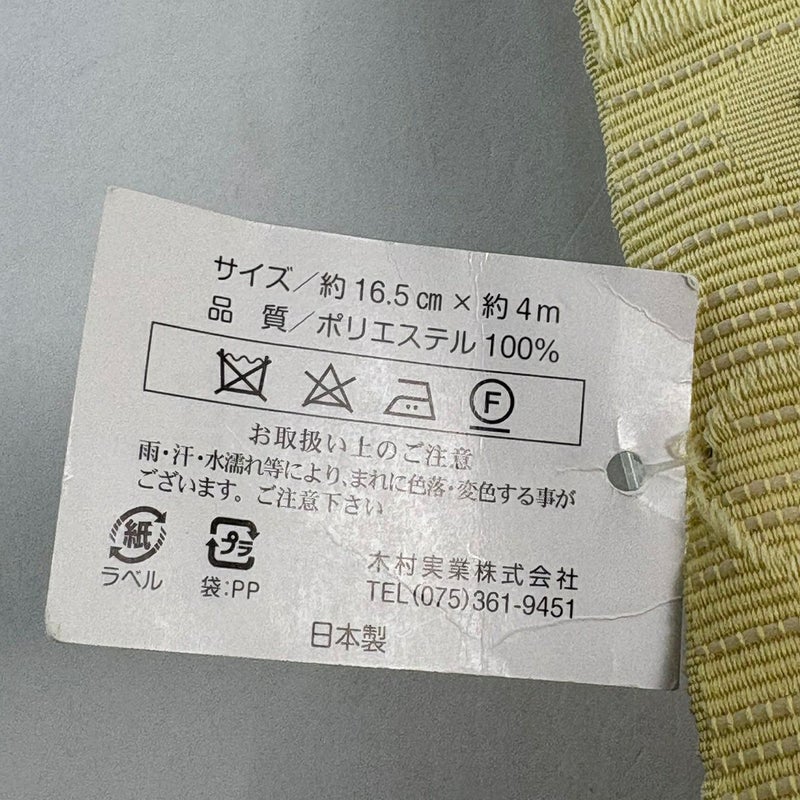 サイズ／約16.5㎝×約4m
品　質／ポリエステル100%
F
お取扱い上のご注意
雨・汗・水濡れ等により、まれに色落・変色する事が
ございます。ご注意下さい
紙
ラベル
プラ
袋:PP
木村実業株式会社
TEL(075)361-9451
日本製